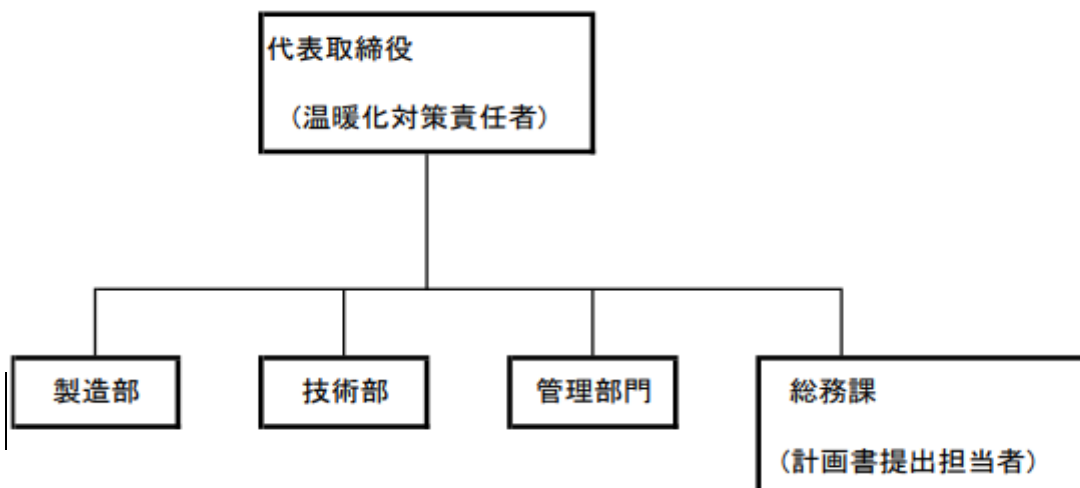 代表取締役
(温暖化対策責任者)
製造部
技術部
管理部門
総務課
(計画書提出担当者)